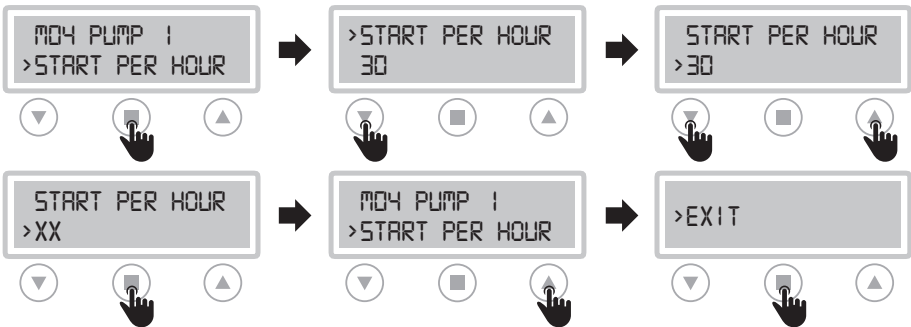 M04 PUMP 1
>START PER HOUR
>START PER HOUR
30
START PER HOUR
>30
START PER HOUR
>XX
M04 PUMP 1
>START PER HOUR
>EXIT